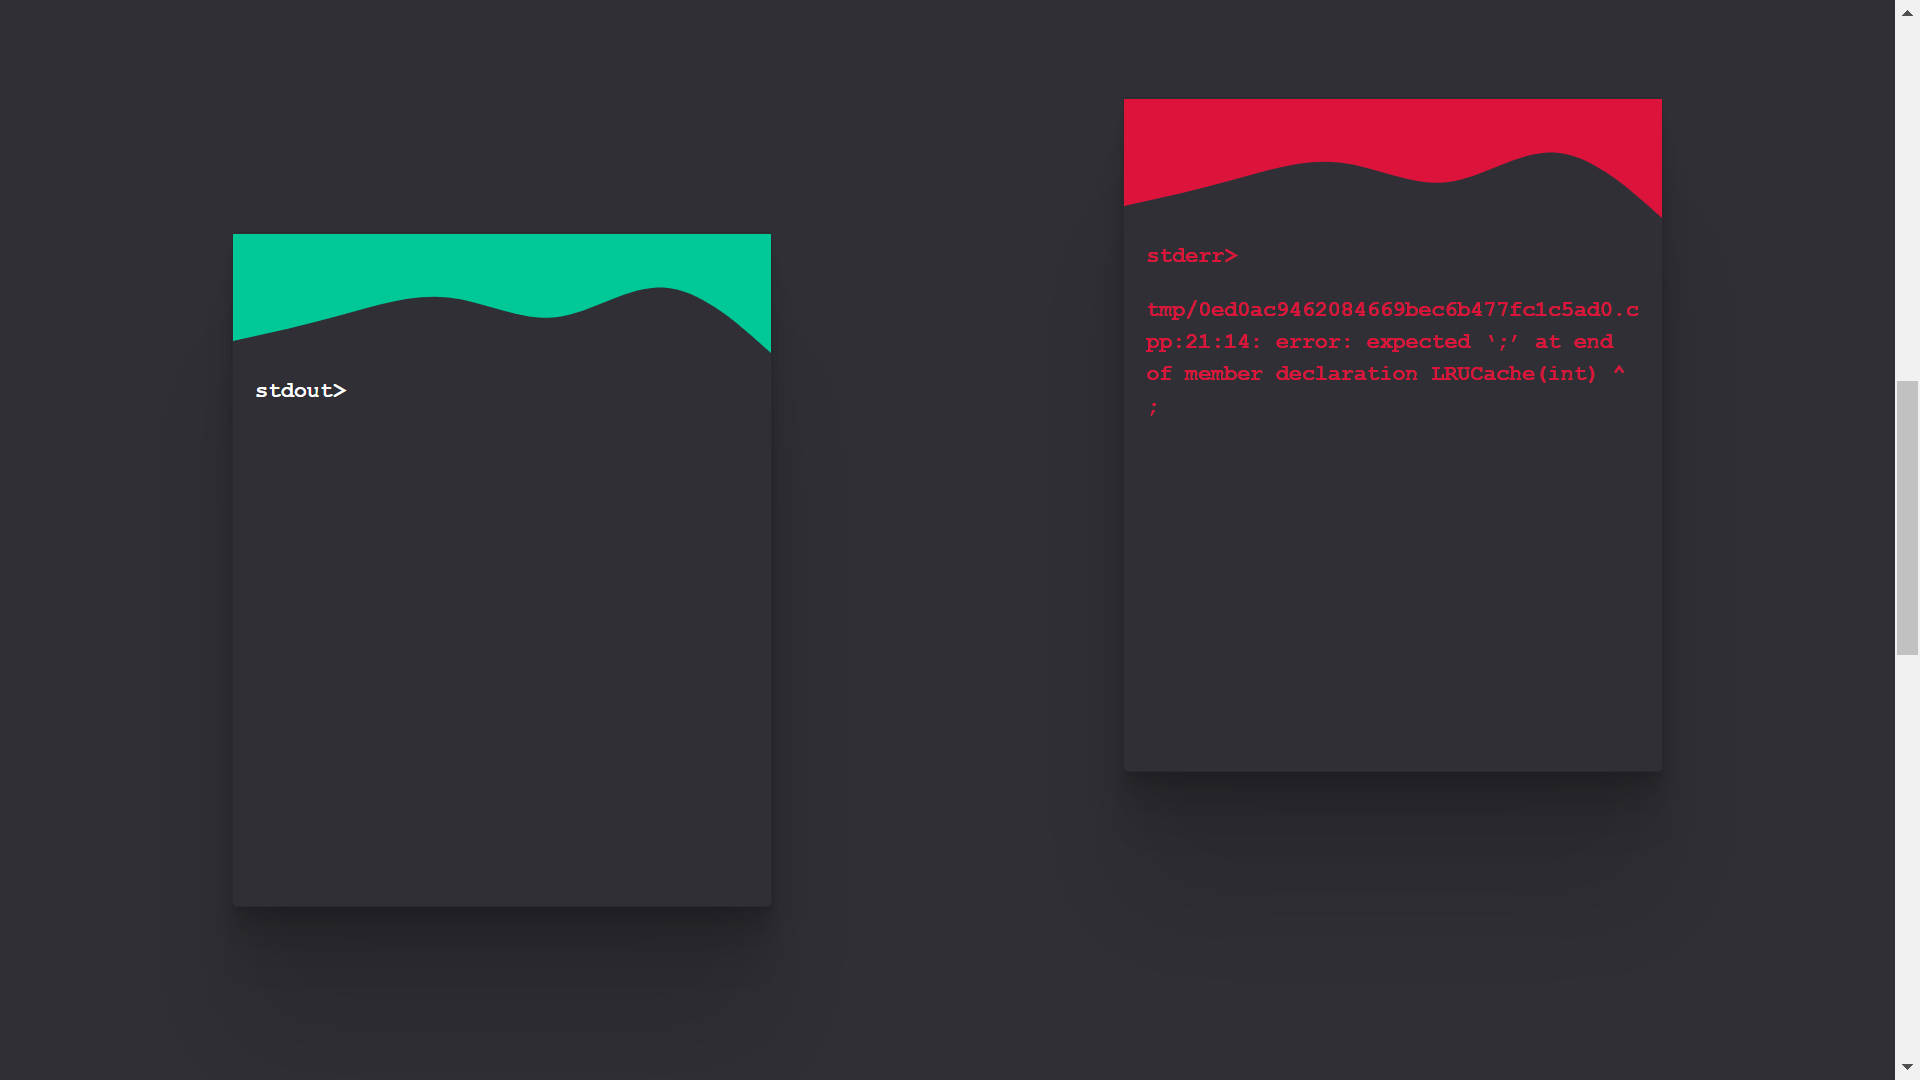 stdout>
stderr>
tmp/0ed0ac9462084669bec6b477fc1c5ad0.c
pp:21:14: error: expected ‘;’ at end
of member declaration LRUCache(int) ^
;